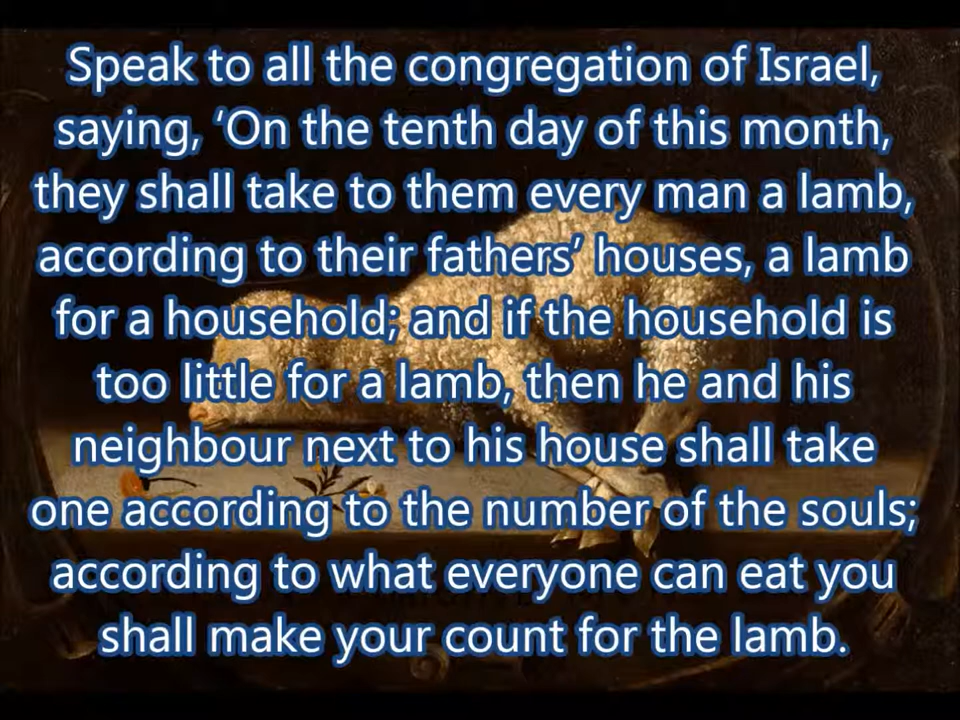 Speak to all the congregation of Israel,
saying, ‘On the tenth day of this month,
they shall take to them every man a lamb,
according to their fathers’ houses, a lamb
for a household; and if the household is
too little for a lamb, then he and his
neighbour next to his house shall take
one according to the number of the souls;
according to what everyone can eat you
shall make your count for the lamb.